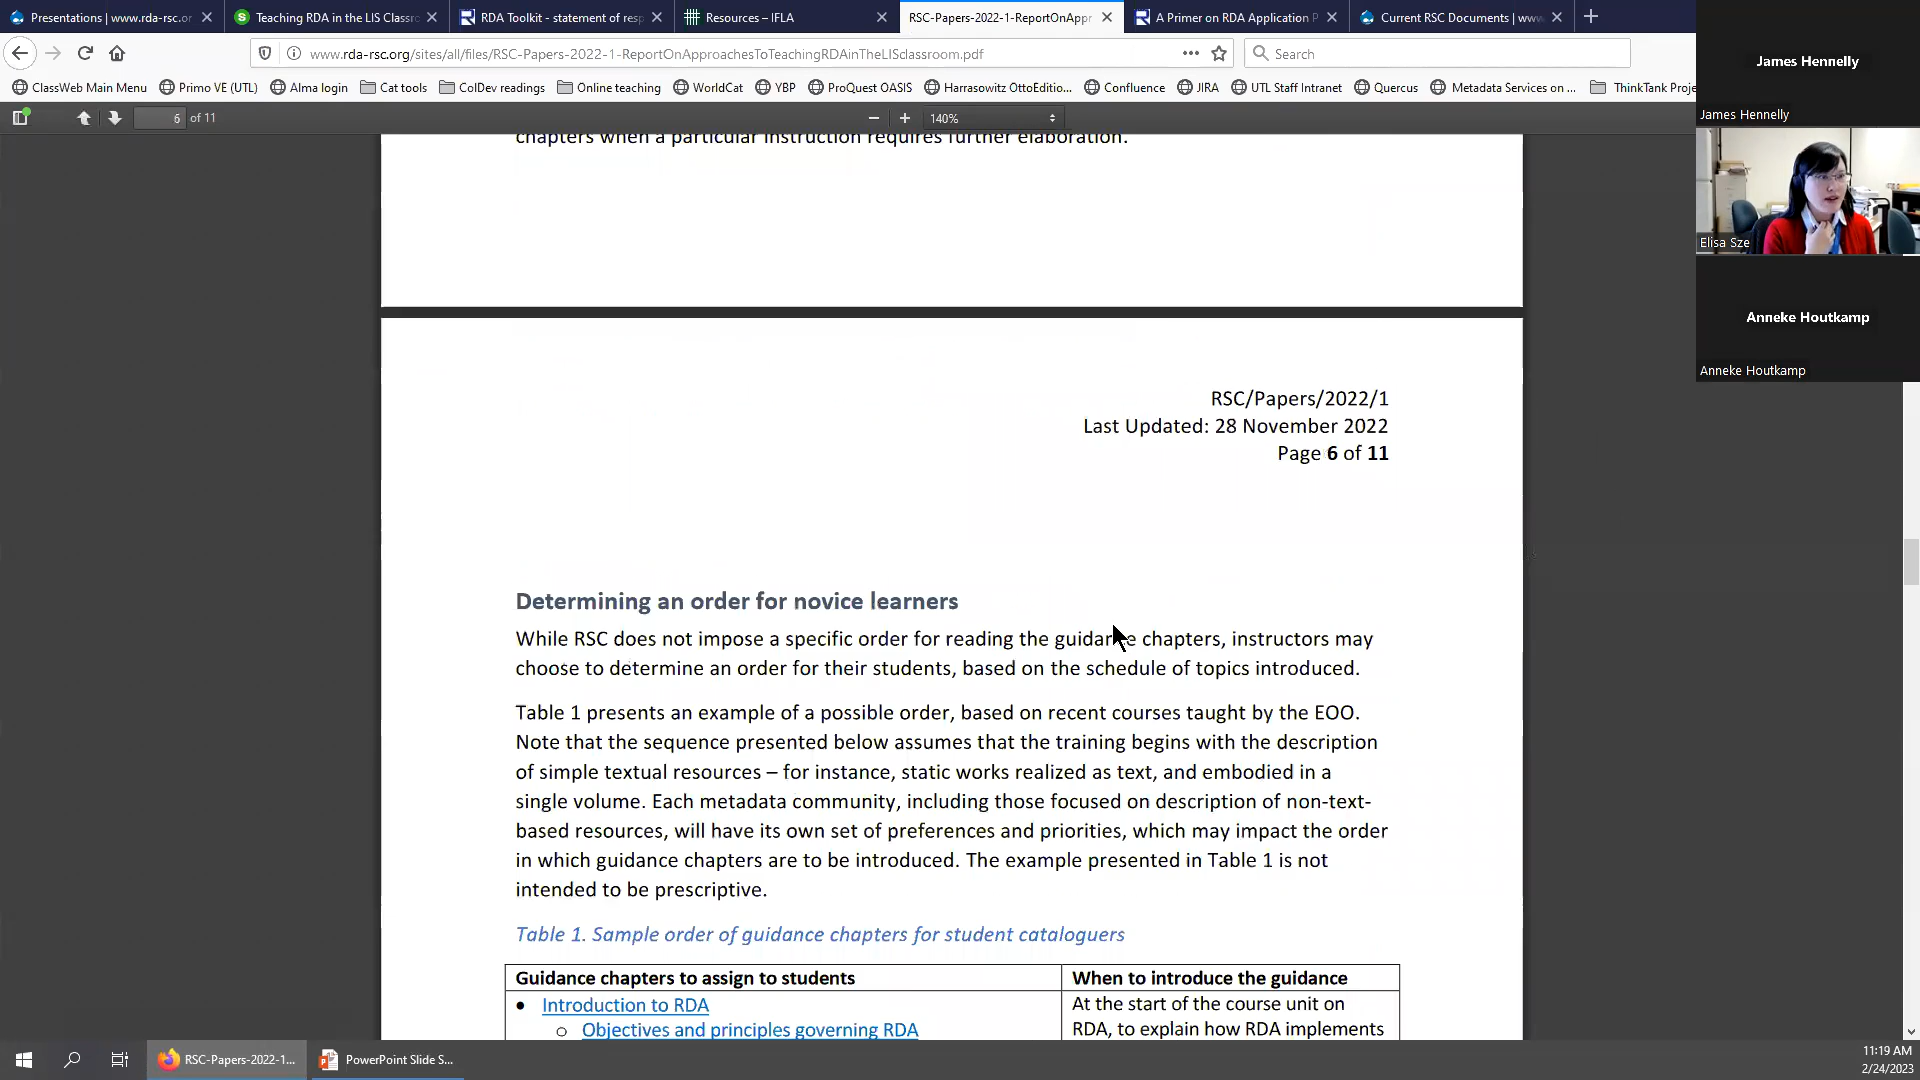 Presentations | www.rda-rsc.or
Teaching RDA in the LIS Classro
RDA Toolkit - statement of resp
Resources – IFLA
RSC-Papers-2022-1-ReportOnAppr
A Primer on RDA Application P
Current RSC Documents | www
www.rda-rsc.org/sites/all/files/RSC-Papers-2022-1-ReportOnApproachesToTeachingRDAinTheLISclassroom.pdf
Search
ClassWeb Main Menu
Primo VE (UTL)
Alma login
Cat tools
ColDev readings
Online teaching
WorldCat
YBP
ProQuest OASIS
Harrasowitz OttoEdition...
Confluence
JIRA
UTL Staff Intranet
Quercus
Metadata Services on ...
ThinkTank Proje
6 of 11
140%
James Hennelly
James Hennelly
Elisa Sze
Anneke Houtkamp
Anneke Houtkamp
chapters when a particular instruction requires further elaboration.
RSC/Papers/2022/1
Last Updated: 28 November 2022
Page 6 of 11
Determining an order for novice learners
While RSC does not impose a specific order for reading the guidance chapters, instructors may
choose to determine an order for their students, based on the schedule of topics introduced.
Table 1 presents an example of a possible order, based on recent courses taught by the EOO.
Note that the sequence presented below assumes that the training begins with the description
of simple textual resources – for instance, static works realized as text, and embodied in a
single volume. Each metadata community, including those focused on description of non-text-
based resources, will have its own set of preferences and priorities, which may impact the order
in which guidance chapters are to be introduced. The example presented in Table 1 is not
intended to be prescriptive.
Table 1. Sample order of guidance chapters for student cataloguers
Guidance chapters to assign to students
When to introduce the guidance
• Introduction to RDA
o Objectives and principles governing RDA
At the start of the course unit on
RDA, to explain how RDA implements
RSC-Papers-2022-1...
PowerPoint Slide S...
11:19 AM
2/24/2023